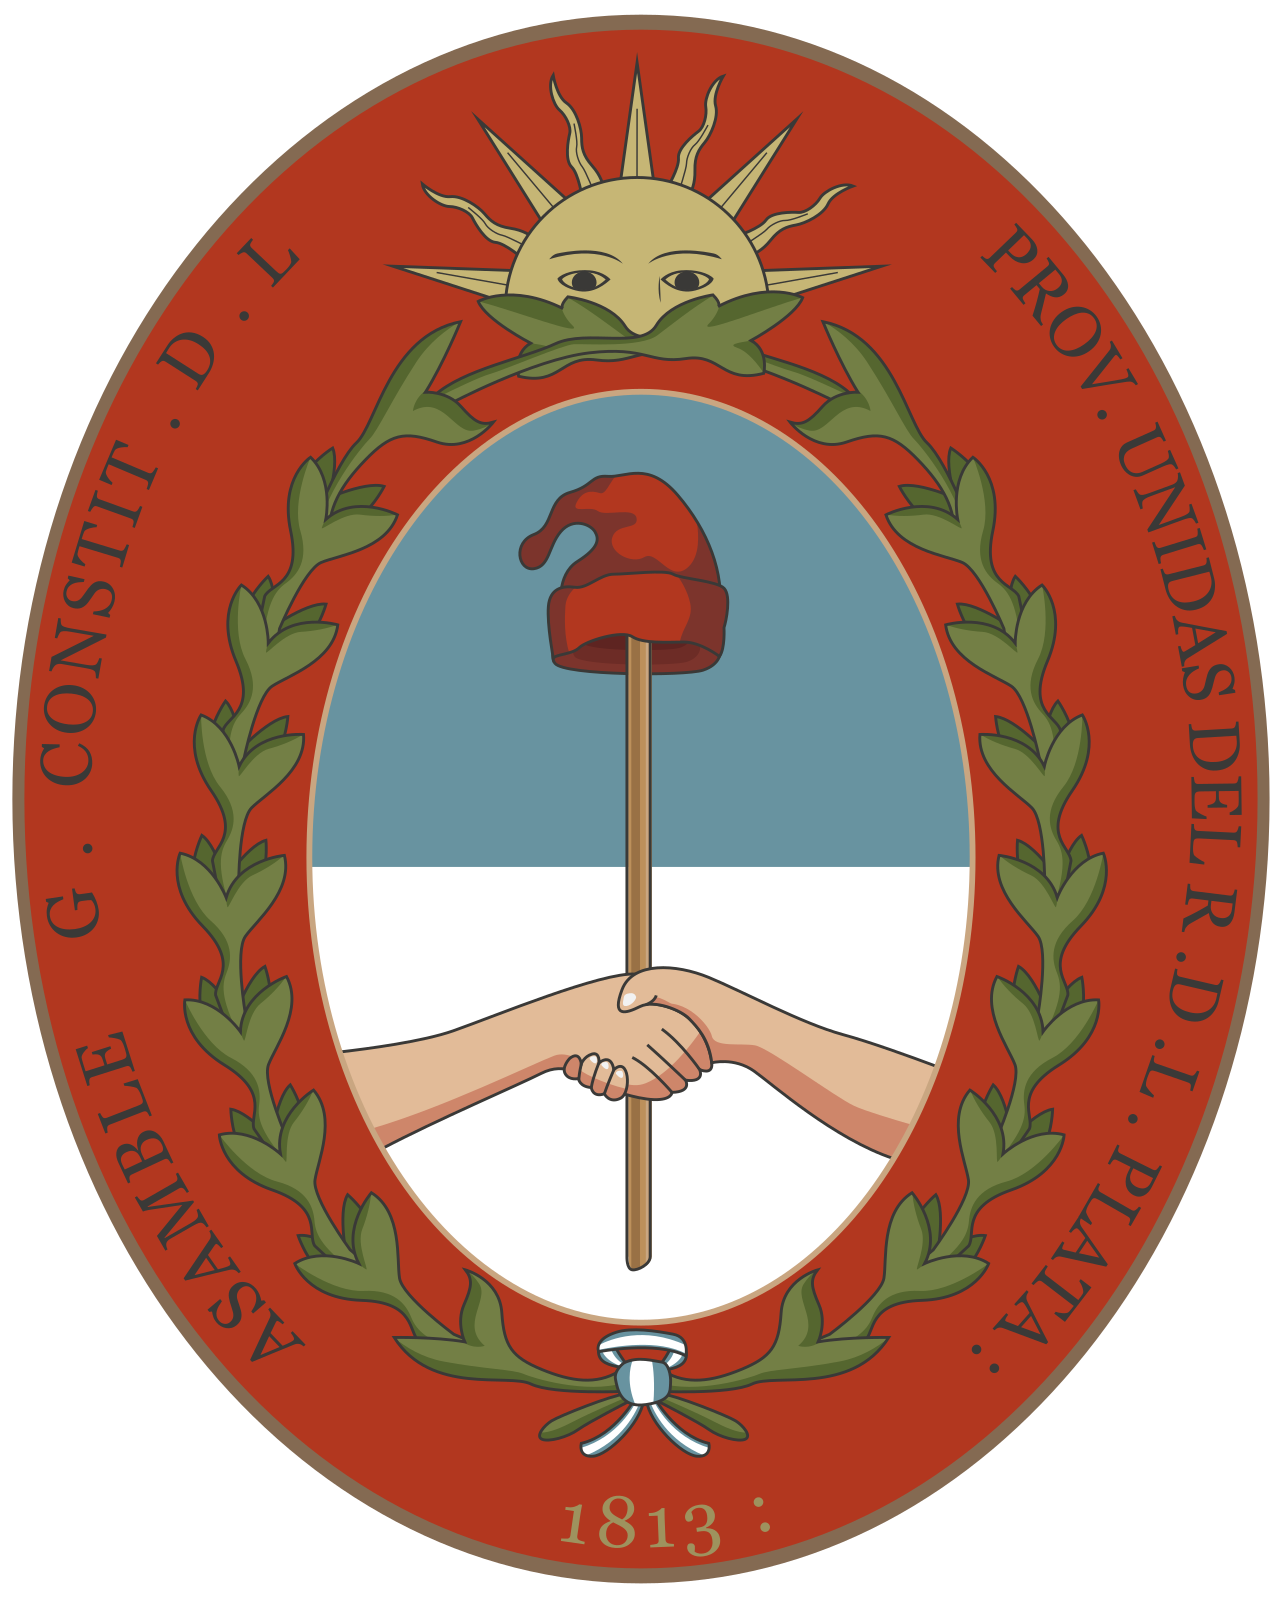 ASAMBLE G. CONSTIT. D. L
PROV. UNIDAS DEL R. D. L. PLATA:
1813: